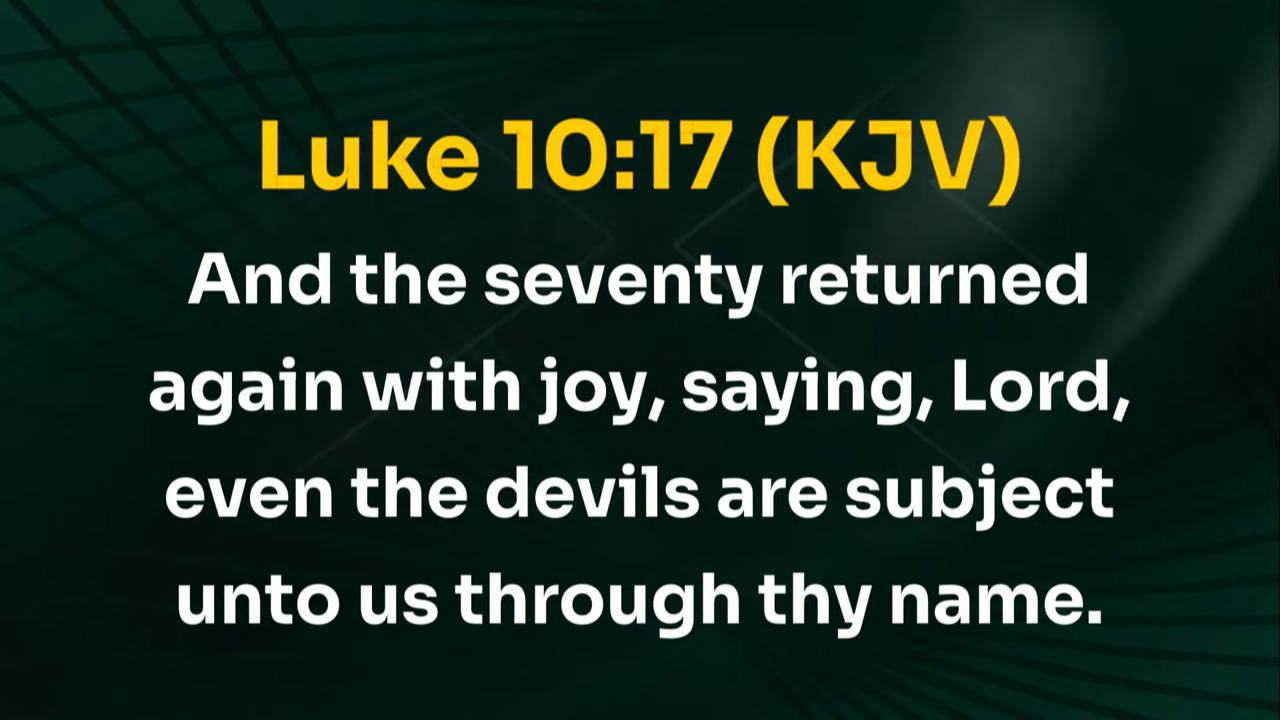 Luke 10:17 (KJV)
And the seventy returned
again with joy, saying, Lord,
even the devils are subject
unto us through thy name.